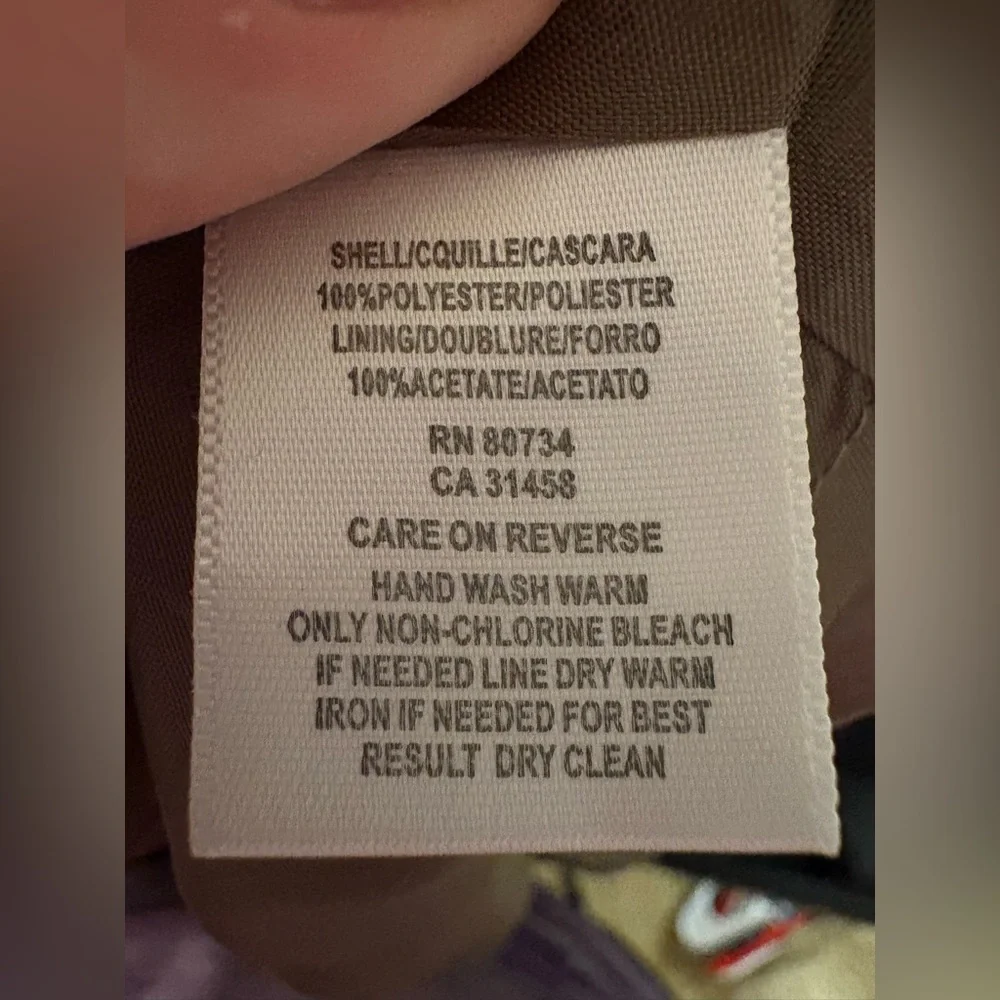 SHELL/CQUILLE/CASCARA
100%POLYESTER/POLIESTER
LINING/DOUBLURE/FORRO
100%ACETATE/ACETATO
RN 80734
CA 31458
CARE ON REVERSE
HAND WASH WARM
ONLY NON-CHLORINE BLEACH
IF NEEDED LINE DRY WARM
IRON IF NEEDED FOR BEST
RESULT DRY CLEAN